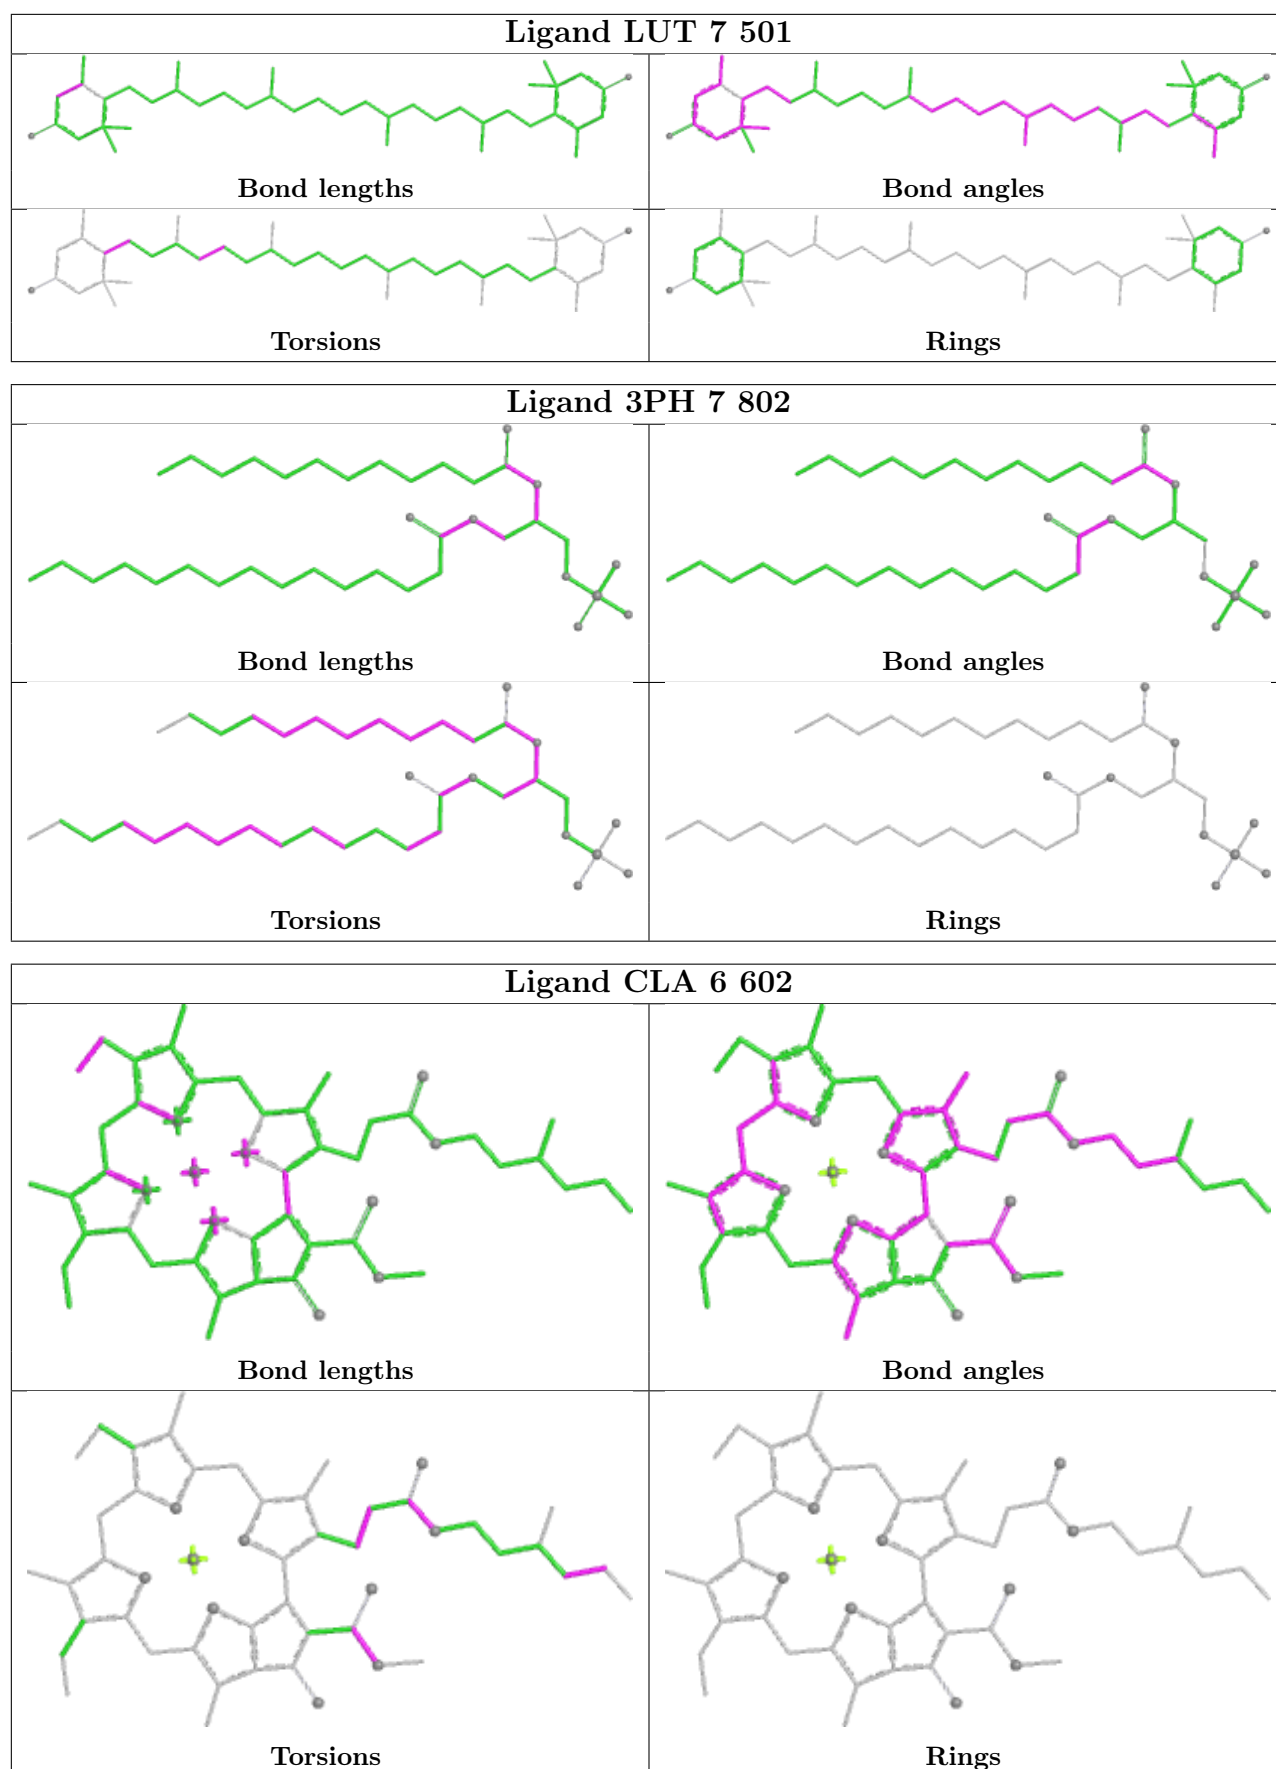 Ligand LUT 7 501
Bond lengths
Bond angles
Torsions
Rings
Ligand 3PH 7 802
Bond lengths
Bond angles
Torsions
Rings
Ligand CLA 6 602
Bond lengths
Bond angles
Torsions
Rings